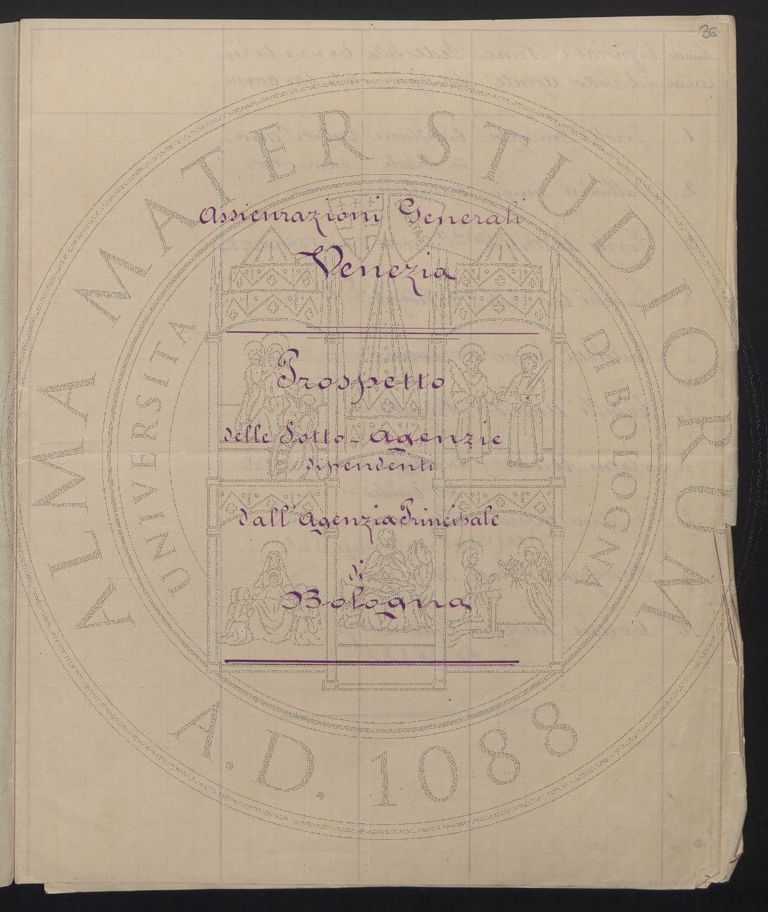 36
Assicurazioni Generali
Venezia
Prospetto
delle Sotto-Agenzie
dipendenti
dall'Agenzia Principale
di
Bologna
ALMA MATER STUDIORUM
UNIVERSITA DI BOLOGNA
A.D. 1088